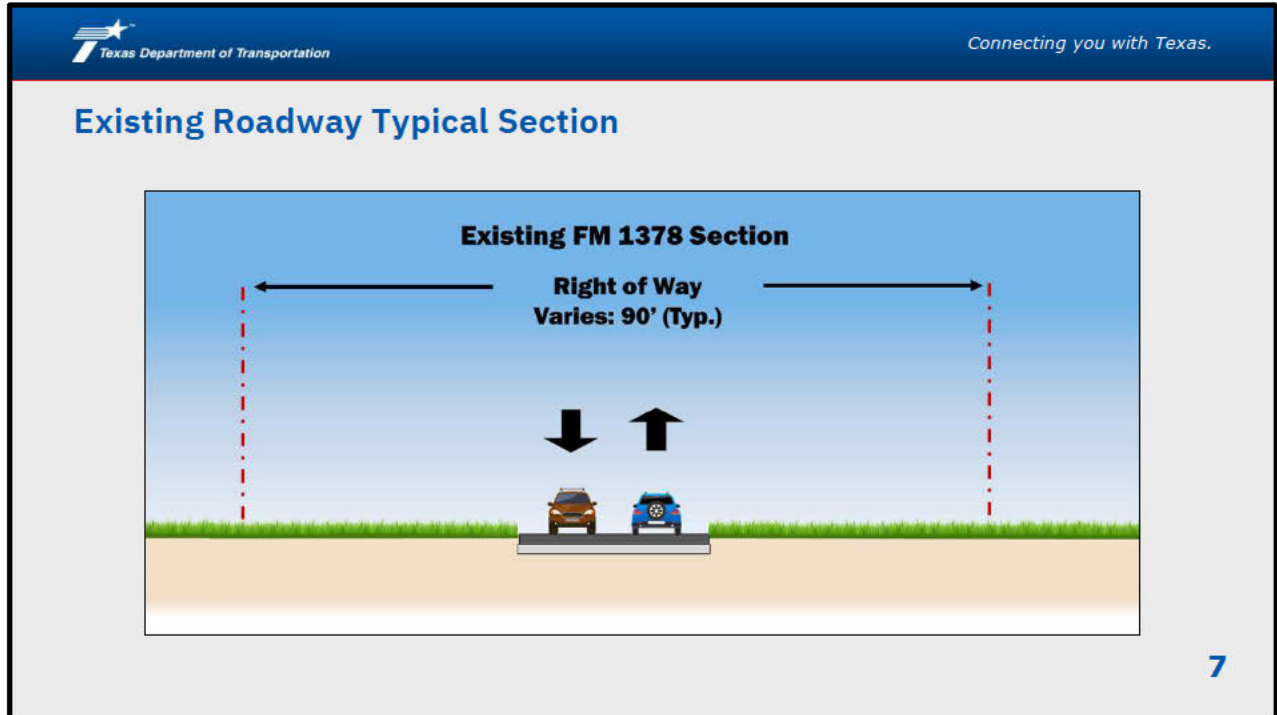 Texas Department of Transportation
Connecting you with Texas.
Existing Roadway Typical Section
Existing FM 1378 Section
Right of Way
Varies: 90' (Typ.)
7